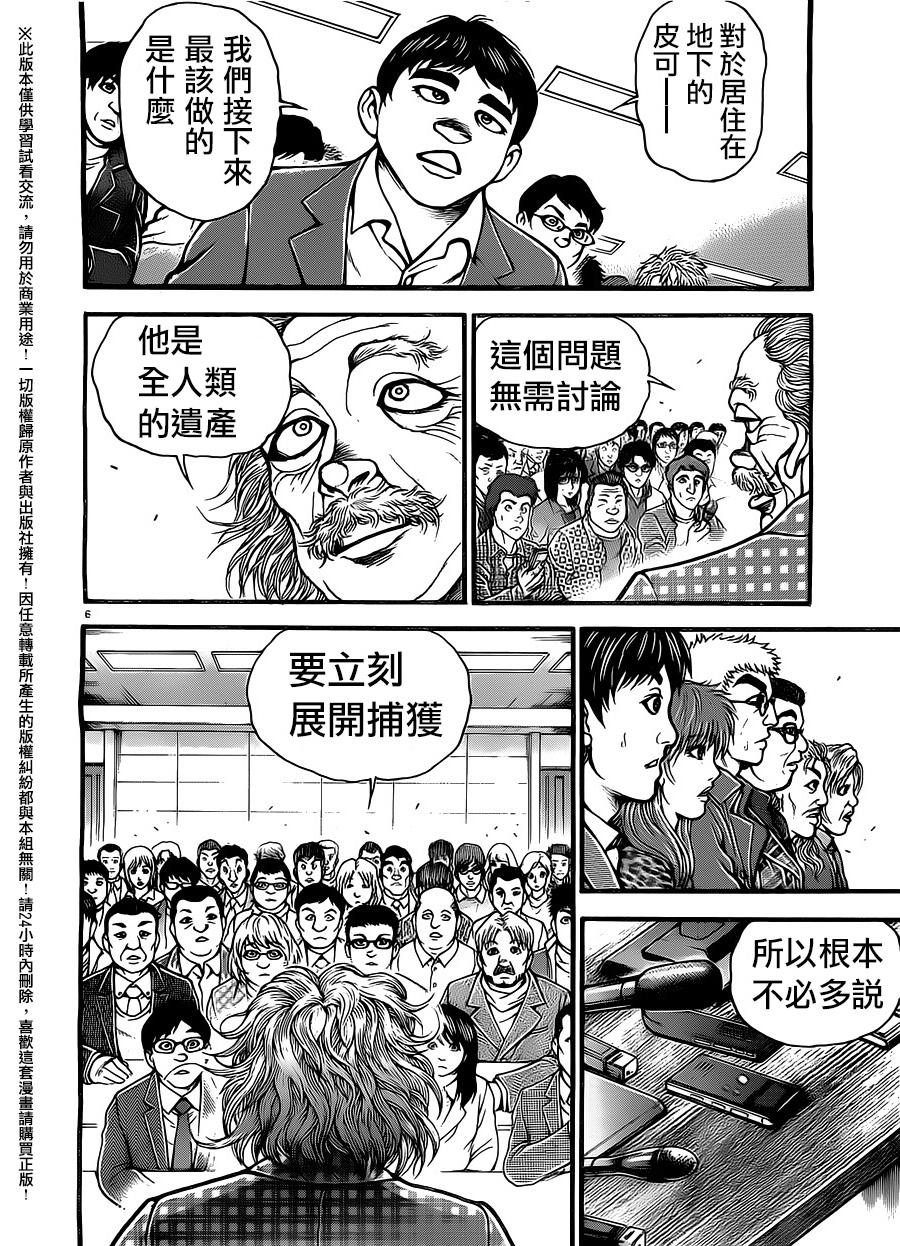 對於居住在
地下的
皮可——
我們接下來
最該做的
是什麼
這個問題
無需討論
他是
全人類
的遺產
所以根本
不必多説
要立刻
展開捕獲
6
※此版本僅供學習試看交流，請勿用於商業用途！一切版權歸原作者與出版社擁有！因任意轉載所產生的版權糾紛都與本組無關！請24小時內刪除，喜歡這套漫畫請購買正版！